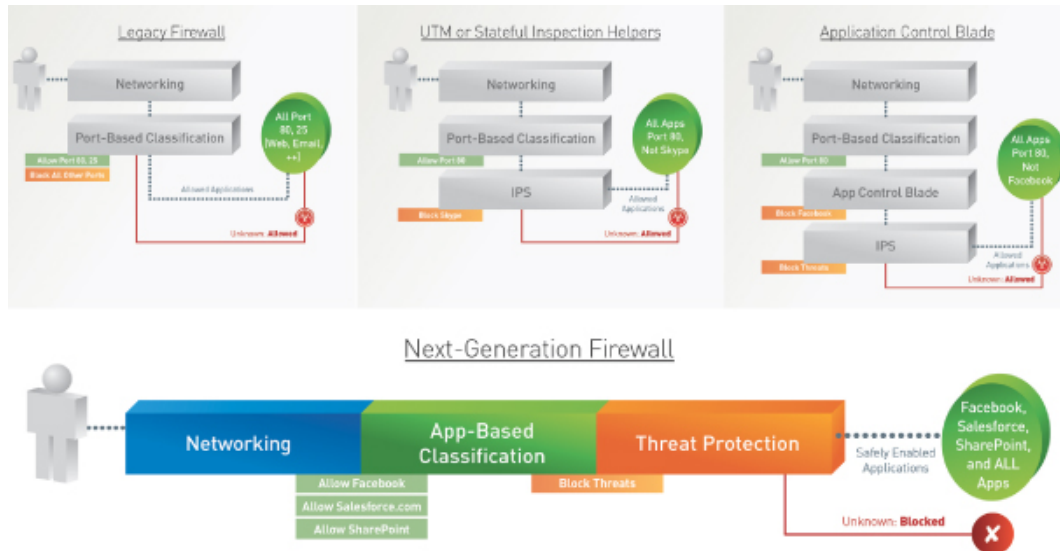 Legacy Firewall
Networking
Port-Based Classification
Allow Port 80, 25
Block All Other Ports
All Port
80, 25
(Web, Email,
++)
Allowed Applications
Unknown: Allowed
UTM or Stateful Inspection Helpers
Networking
Port-Based Classification
Allow Port 80
IPS
Block Skype
All Apps
Port 80,
Not Skype
Allowed
Applications
Unknown: Allowed
Application Control Blade
Networking
Port-Based Classification
Allow Port 80
App Control Blade
Block Facebook
IPS
Block Threats
All Apps
Port 80,
Not
Facebook
Allowed
Applications
Unknown: Allowed
Next-Generation Firewall
Networking
App-Based
Classification
Threat Protection
Allow Facebook
Allow Salesforce.com
Allow SharePoint
Block Threats
Safely Enabled
Applications
Facebook,
Salesforce,
SharePoint,
and ALL
Apps
Unknown: Blocked